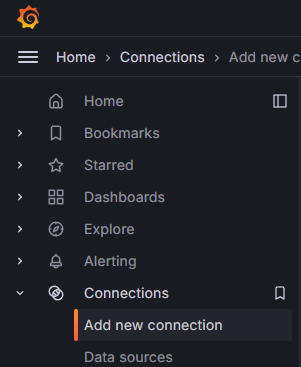 Home › Connections › Add new c
Home
Bookmarks
Starred
Dashboards
Explore
Alerting
Connections
Add new connection
Data sources